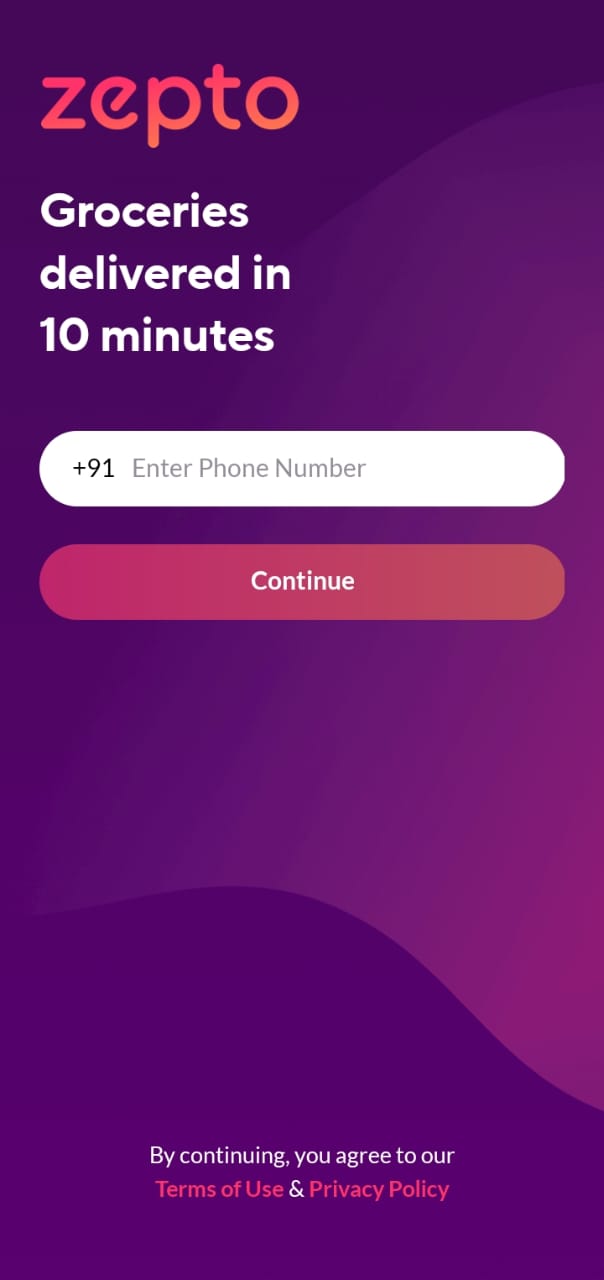 zepto
Groceries
delivered in
10 minutes
+91 Enter Phone Number
Continue
By continuing, you agree to our
Terms of Use & Privacy Policy